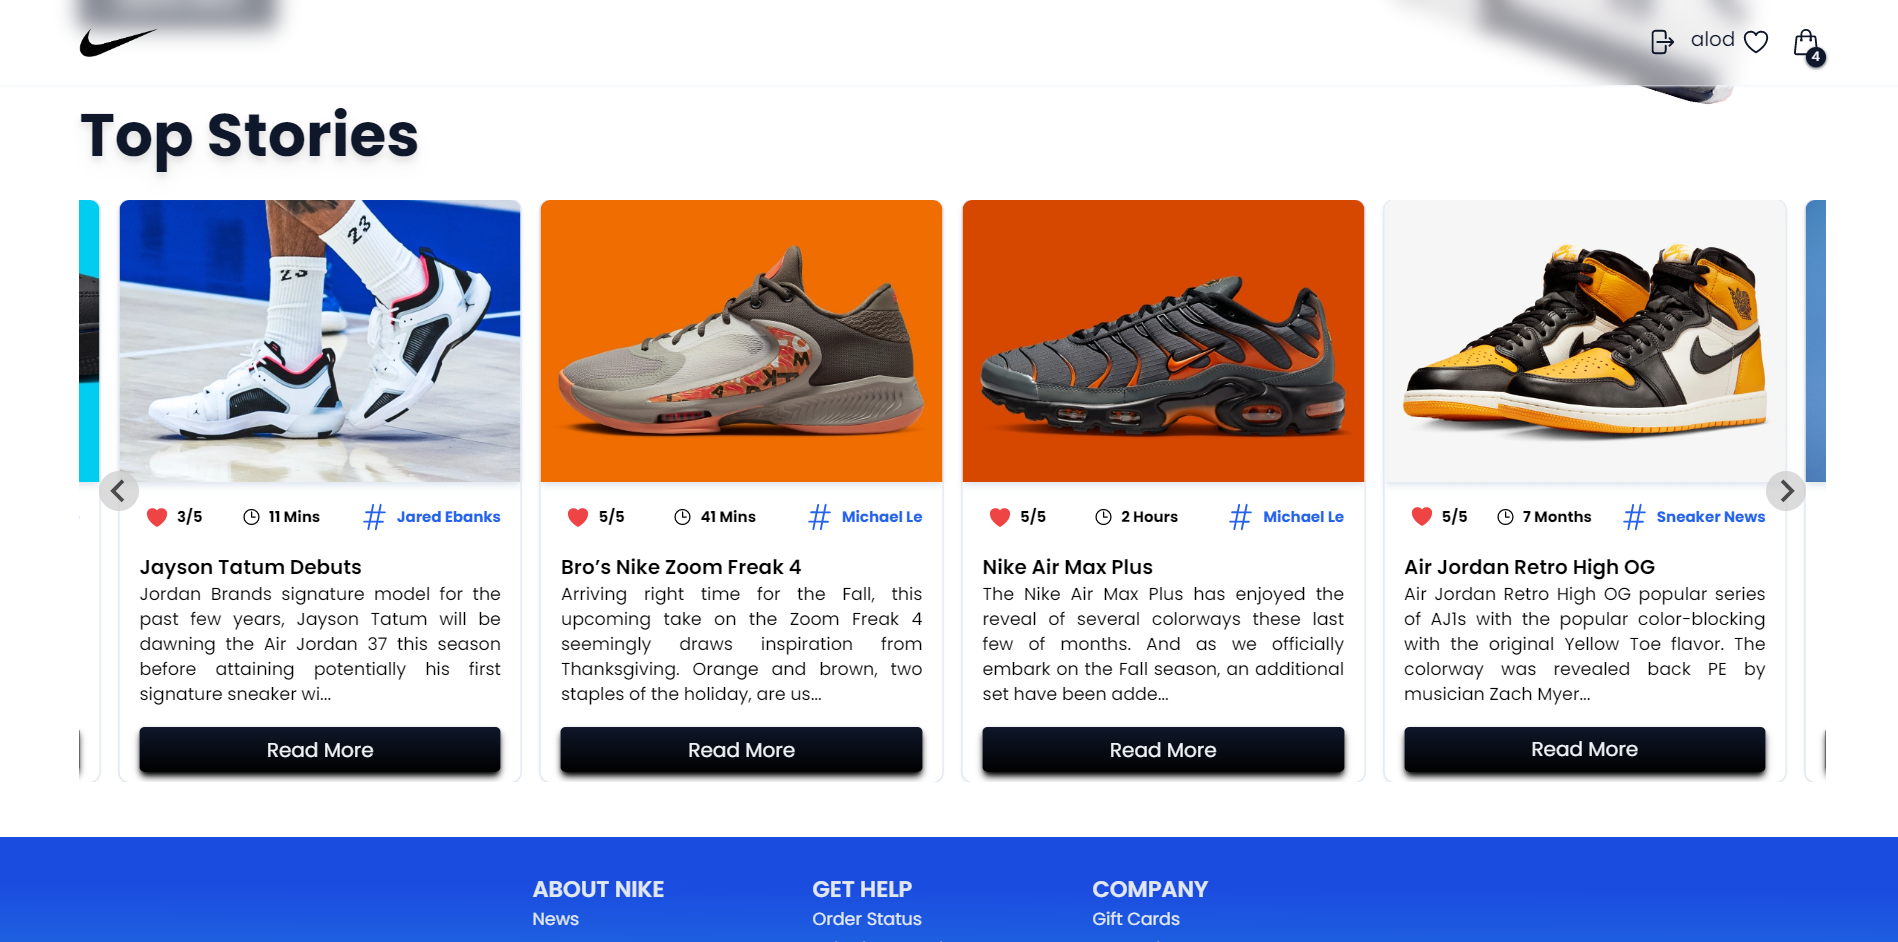 alod
4
Top Stories
23
23
3/5 11 Mins # Jared Ebanks
Jayson Tatum Debuts
Jordan Brands signature model for the
past few years, Jayson Tatum will be
dawning the Air Jordan 37 this season
before attaining potentially his first
signature sneaker wi...
Read More
5/5 41 Mins # Michael Le
Bro’s Nike Zoom Freak 4
Arriving right time for the Fall, this
upcoming take on the Zoom Freak 4
seemingly draws inspiration from
Thanksgiving. Orange and brown, two
staples of the holiday, are us...
Read More
5/5 2 Hours # Michael Le
Nike Air Max Plus
The Nike Air Max Plus has enjoyed the
reveal of several colorways these last
few of months. And as we officially
embark on the Fall season, an additional
set have been adde...
Read More
5/5 7 Months # Sneaker News
Air Jordan Retro High OG
Air Jordan Retro High OG popular series
of AJ1s with the popular color-blocking
with the original Yellow Toe flavor. The
colorway was revealed back PE by
musician Zach Myer...
Read More
ABOUT NIKE
News
GET HELP
Order Status
COMPANY
Gift Cards